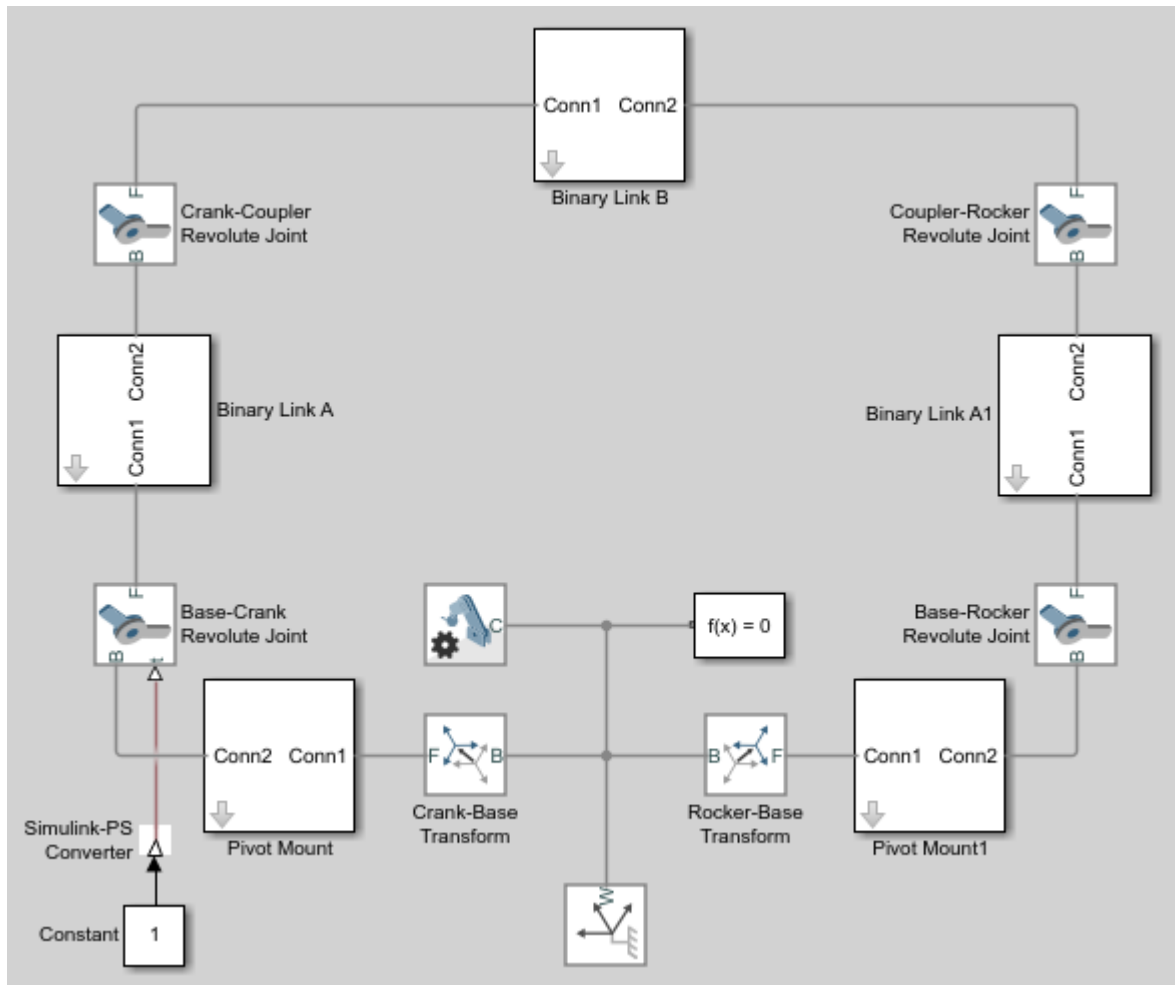 Conn1 Conn2
Binary Link B
F
Crank-Coupler
Revolute Joint
B
F
Coupler-Rocker
Revolute Joint
B
Conn2
Conn1
Binary Link A
Conn2
Conn1
Binary Link A1
F
Base-Crank
Revolute Joint
B t
C
f(x) = 0
F
Base-Rocker
Revolute Joint
B
Conn2 Conn1
Pivot Mount
F B
Crank-Base
Transform
B F
Rocker-Base
Transform
Conn1 Conn2
Pivot Mount1
Simulink-PS
Converter
Constant
1
W